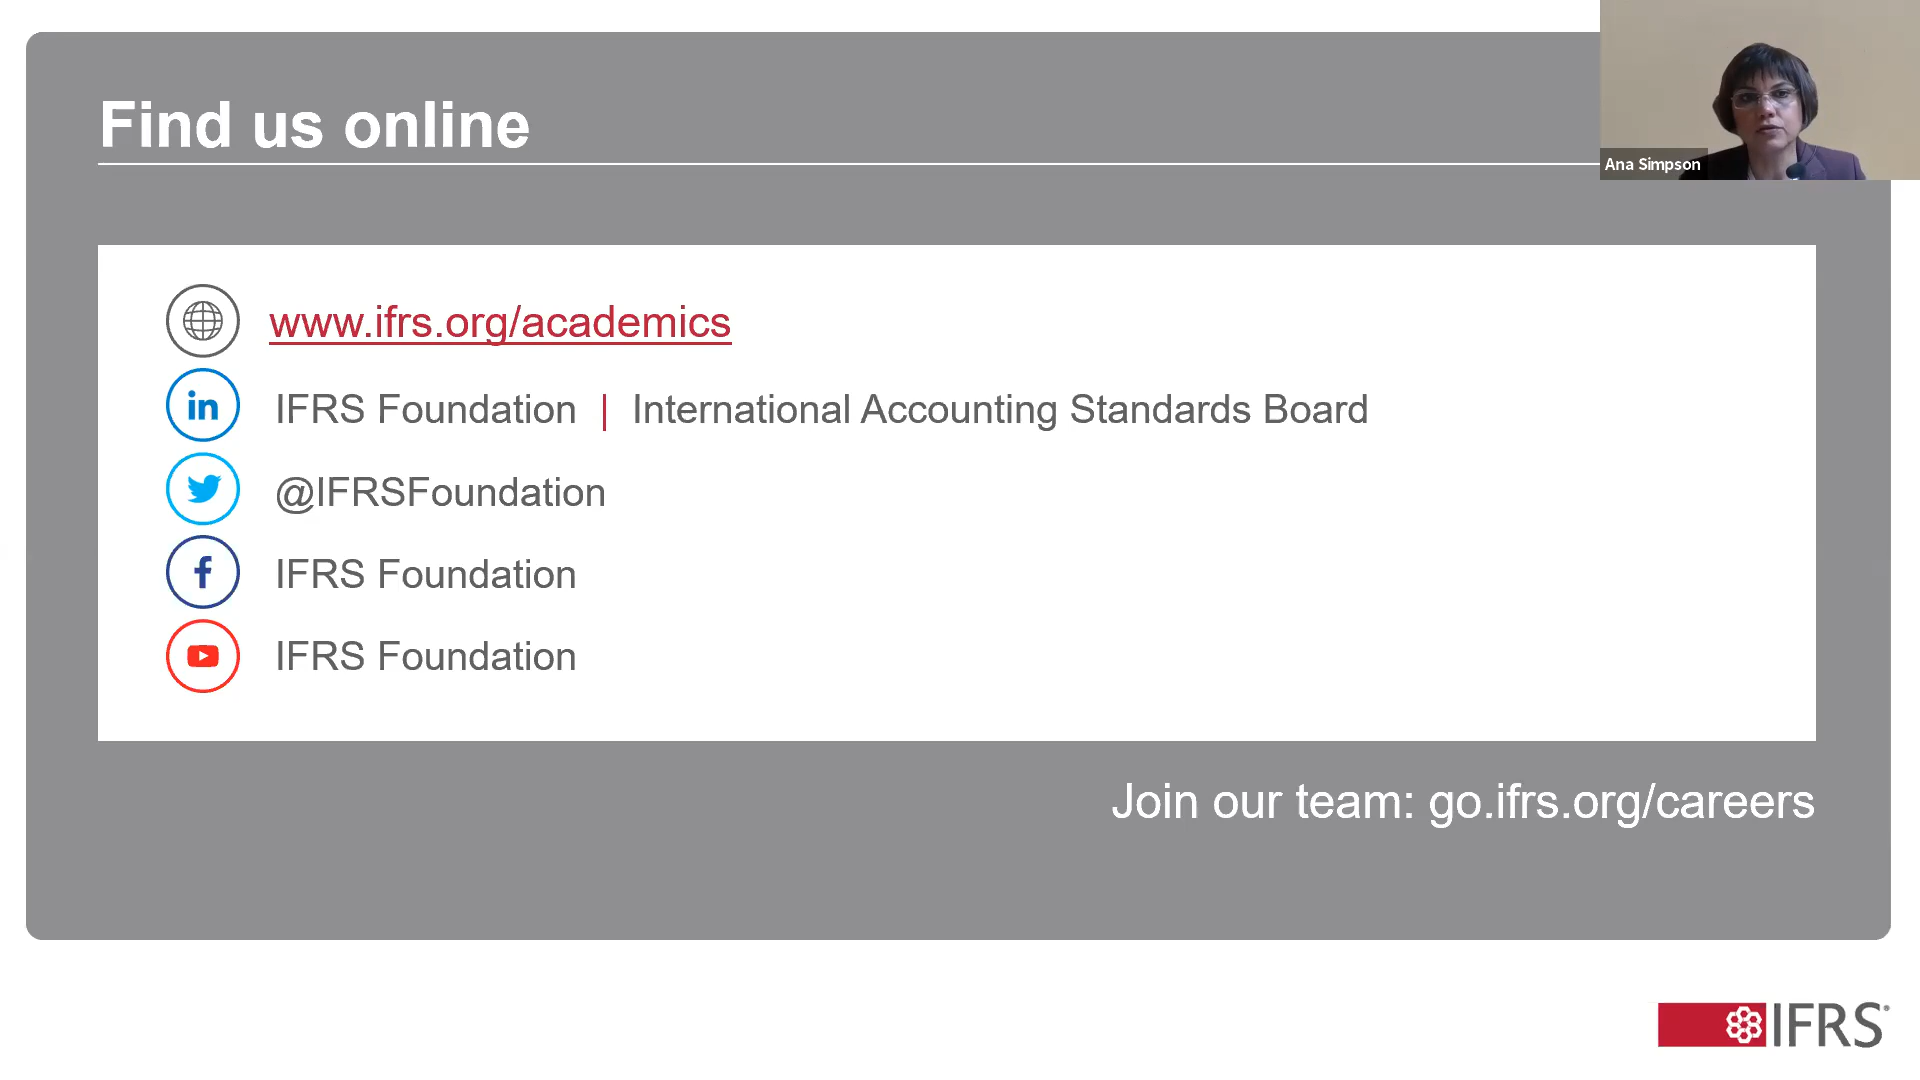 Find us online
Ana Simpson
www.ifrs.org/academics
in IFRS Foundation | International Accounting Standards Board
@IFRSFoundation
f IFRS Foundation
IFRS Foundation
Join our team: go.ifrs.org/careers
IFRS®